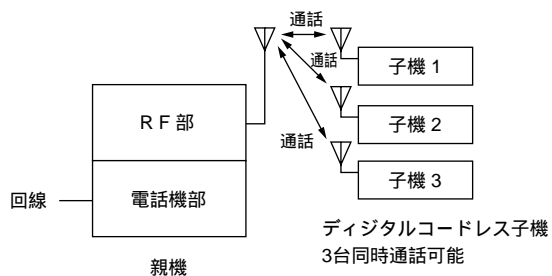 通話
子機 1
通話
RF部
子機 2
通話
子機 3
回線
電話機部
ディジタルコードレス子機
3台同時通話可能
親機